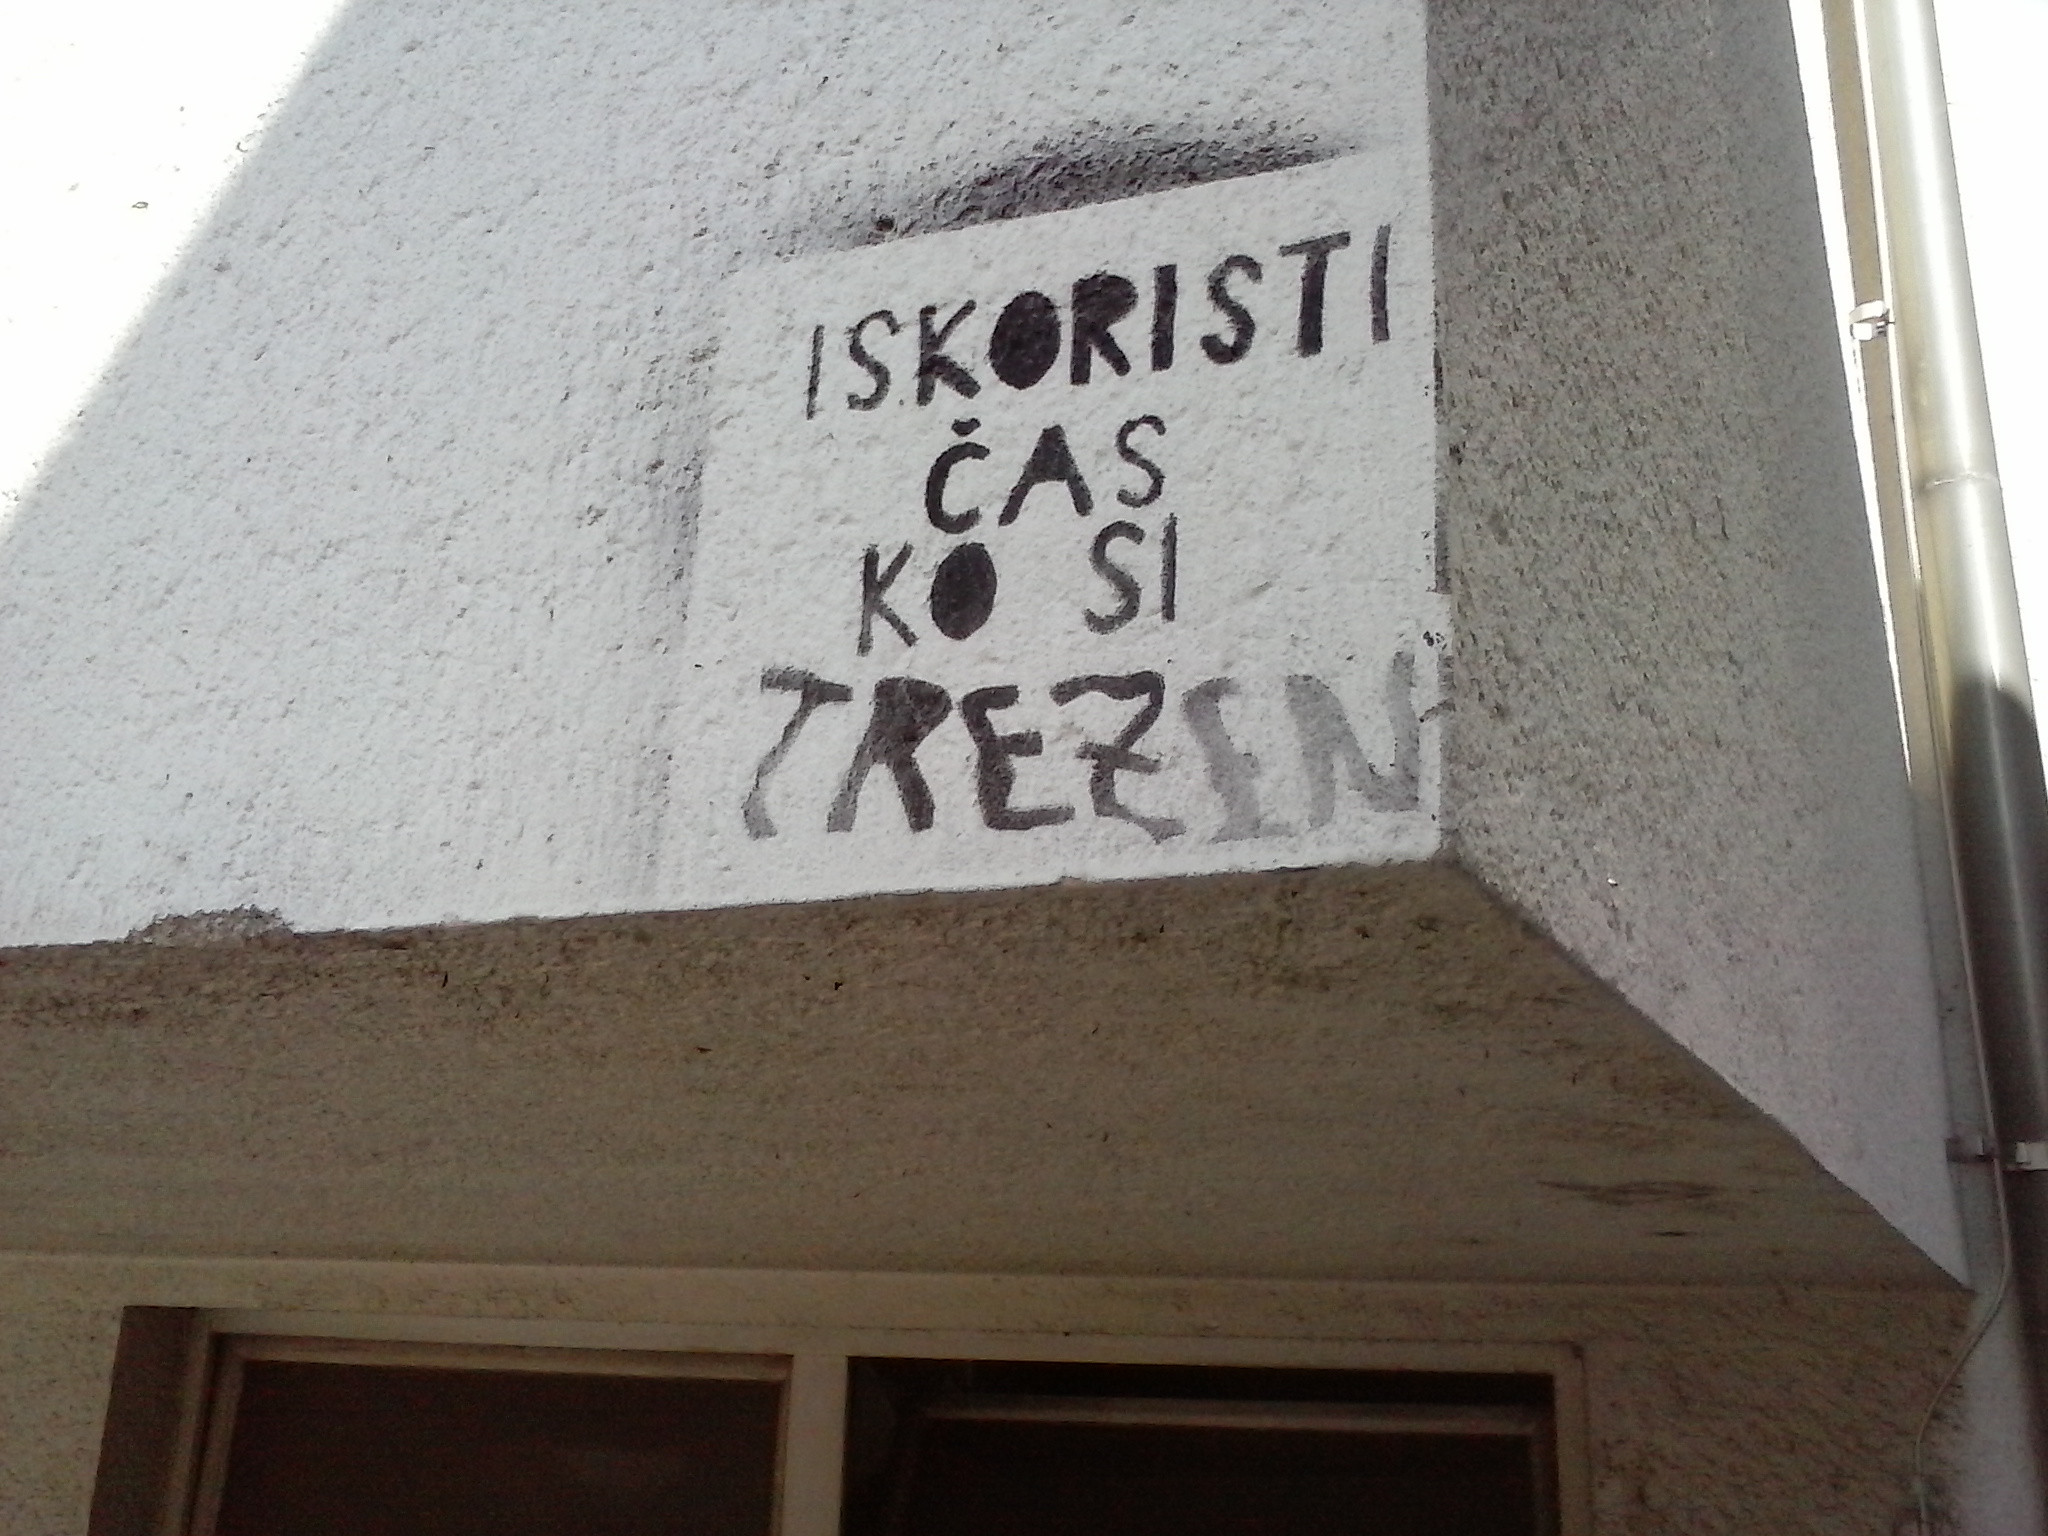 ISKORISTI
ČAS
KO SI
TREZEN